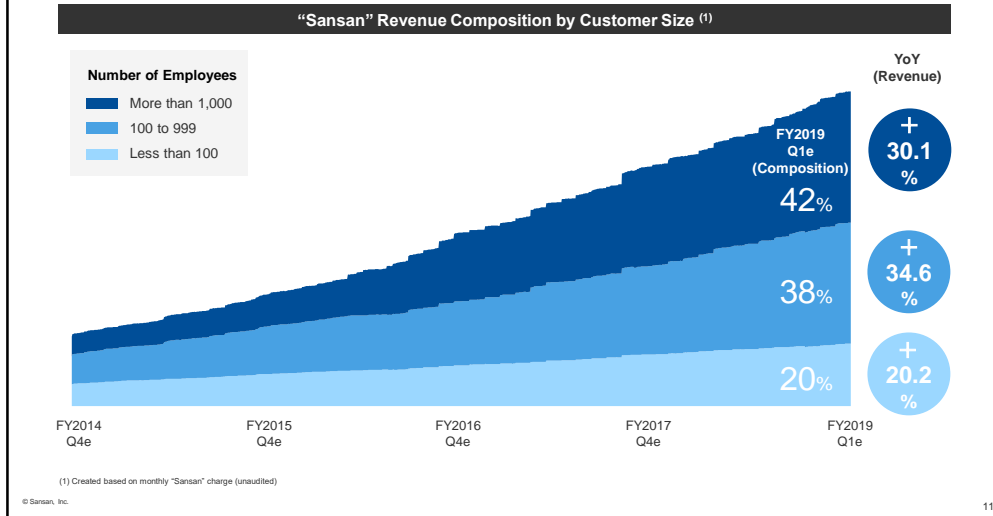 “Sansan” Revenue Composition by Customer Size (1)
Number of Employees
More than 1,000
100 to 999
Less than 100
YoY
(Revenue)
FY2019
Q1e
(Composition)
42%
38%
20%
+
30.1
%
+
34.6
%
+
20.2
%
FY2014
Q4e
FY2015
Q4e
FY2016
Q4e
FY2017
Q4e
FY2019
Q1e
(1) Created based on monthly “Sansan” charge (unaudited)
© Sansan, Inc.
11